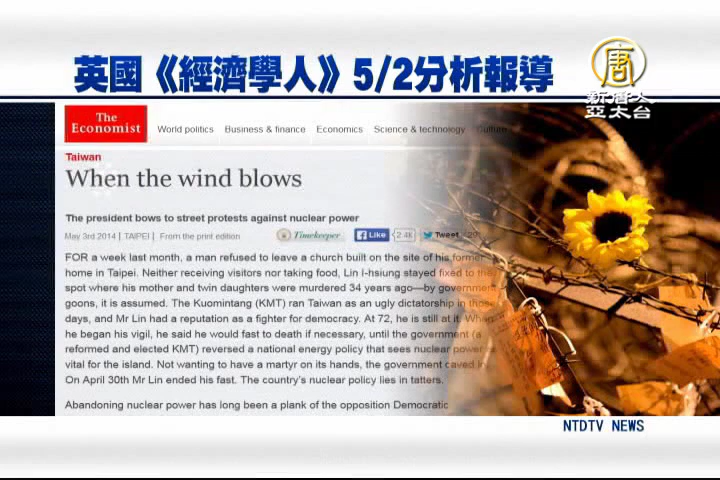 英國《經濟學人》5/2分析報導
唐
新唐人
亞太台
The
Economist
World politics Business & finance Economics Science & technology Culture
Taiwan
When the wind blows
The president bows to street protests against nuclear power
May 3rd 2014 | TAIPEI | From the print edition Timekeeper Like 2.4k Tweet
FOR a week last month, a man refused to leave a church built on the site of his former
home in Taipei. Neither receiving visitors nor taking food, Lin I-hsiung stayed fixed to the
spot where his mother and twin daughters were murdered 34 years ago—by government
goons, it is assumed. The Kuomintang (KMT) ran Taiwan as an ugly dictatorship in those
days, and Mr Lin had a reputation as a fighter for democracy. At 72, he is still at it. When
he began his vigil, he said he would fast to death if necessary, until the government (a
reformed and elected KMT) reversed a national energy policy that sees nuclear power as
vital for the island. Not wanting to have a martyr on its hands, the government caved in.
On April 30th Mr Lin ended his fast. The country's nuclear policy lies in tatters.
Abandoning nuclear power has long been a plank of the opposition Democratic
NTDTV NEWS